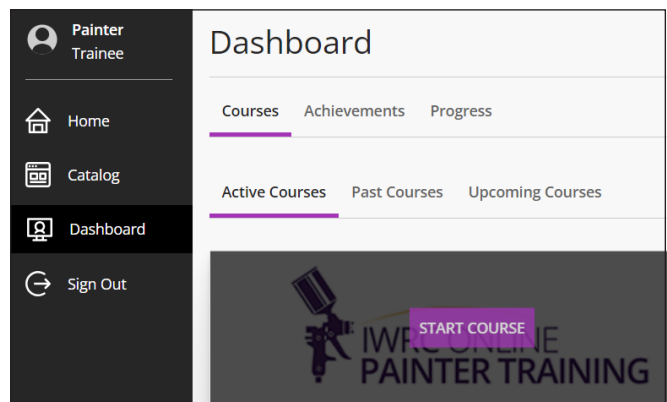 Painter
Trainee
Home
Catalog
Dashboard
Sign Out
Dashboard
Courses Achievements Progress
Active Courses Past Courses Upcoming Courses
START COURSE
IWRC ONLINE
PAINTER TRAINING